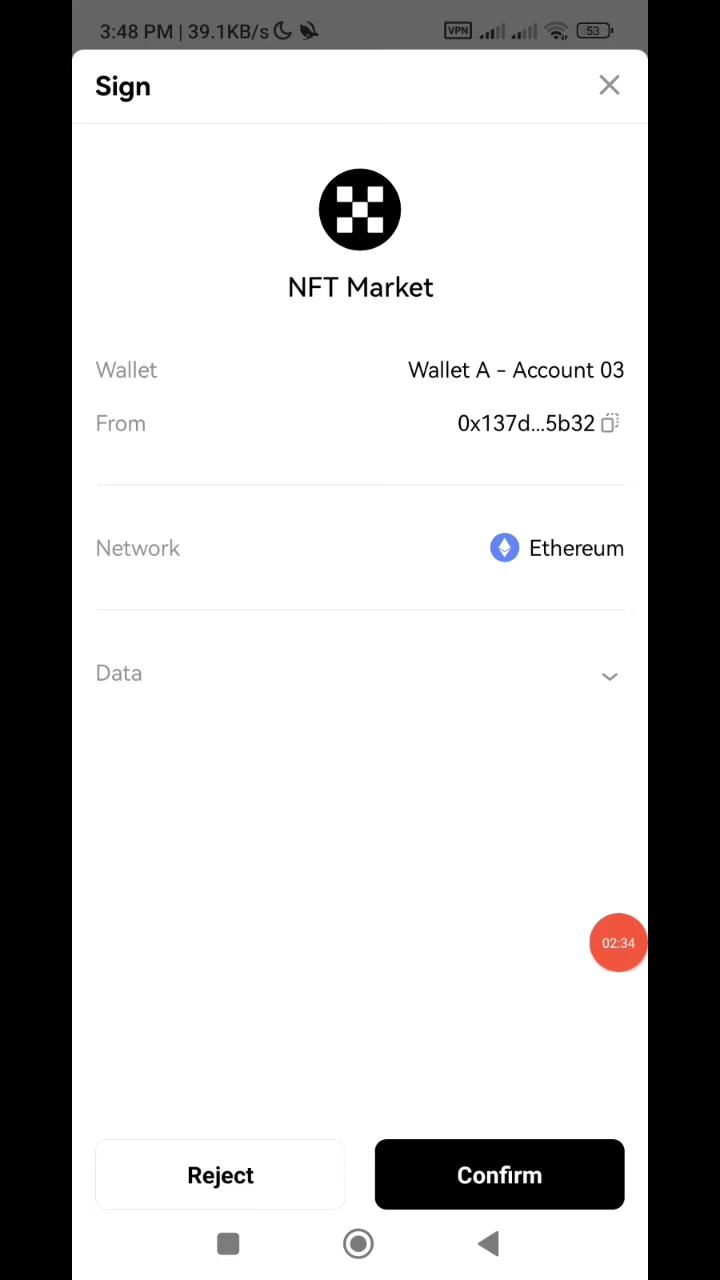 3:48 PM | 39.1KB/s VPN 53
Sign
NFT Market
Wallet Wallet A - Account 03
From 0x137d...5b32
Network Ethereum
Data
02:34
Reject Confirm